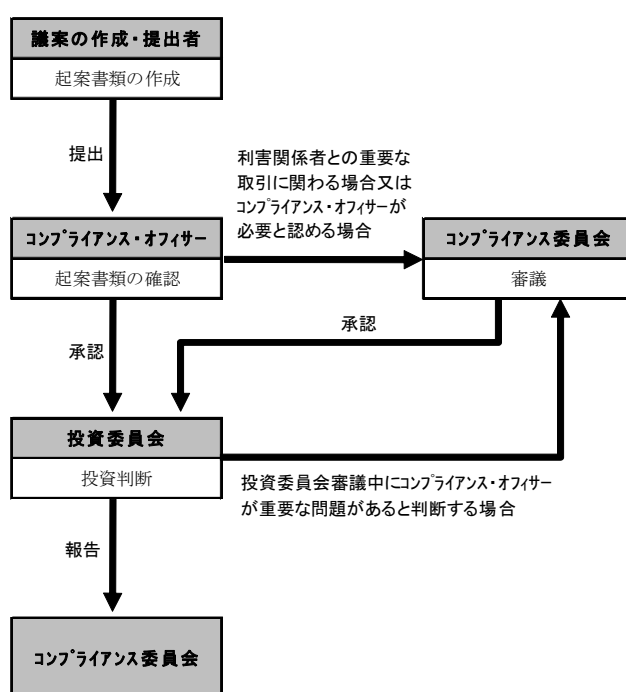 議案の作成・提出者
起案書類の作成
提出
利害関係者との重要な
取引に関わる場合又は
ｺﾝﾌﾟﾗｲｱﾝｽ・ｵﾌｨｻｰが
必要と認める場合
ｺﾝﾌﾟﾗｲｱﾝｽ・ｵﾌｨｻｰ
起案書類の確認
ｺﾝﾌﾟﾗｲｱﾝｽ委員会
審議
承認
承認
投資委員会
投資判断
投資委員会審議中にｺﾝﾌﾟﾗｲｱﾝｽ・ｵﾌｨｻｰ
が重要な問題があると判断する場合
報告
ｺﾝﾌﾟﾗｲｱﾝｽ委員会